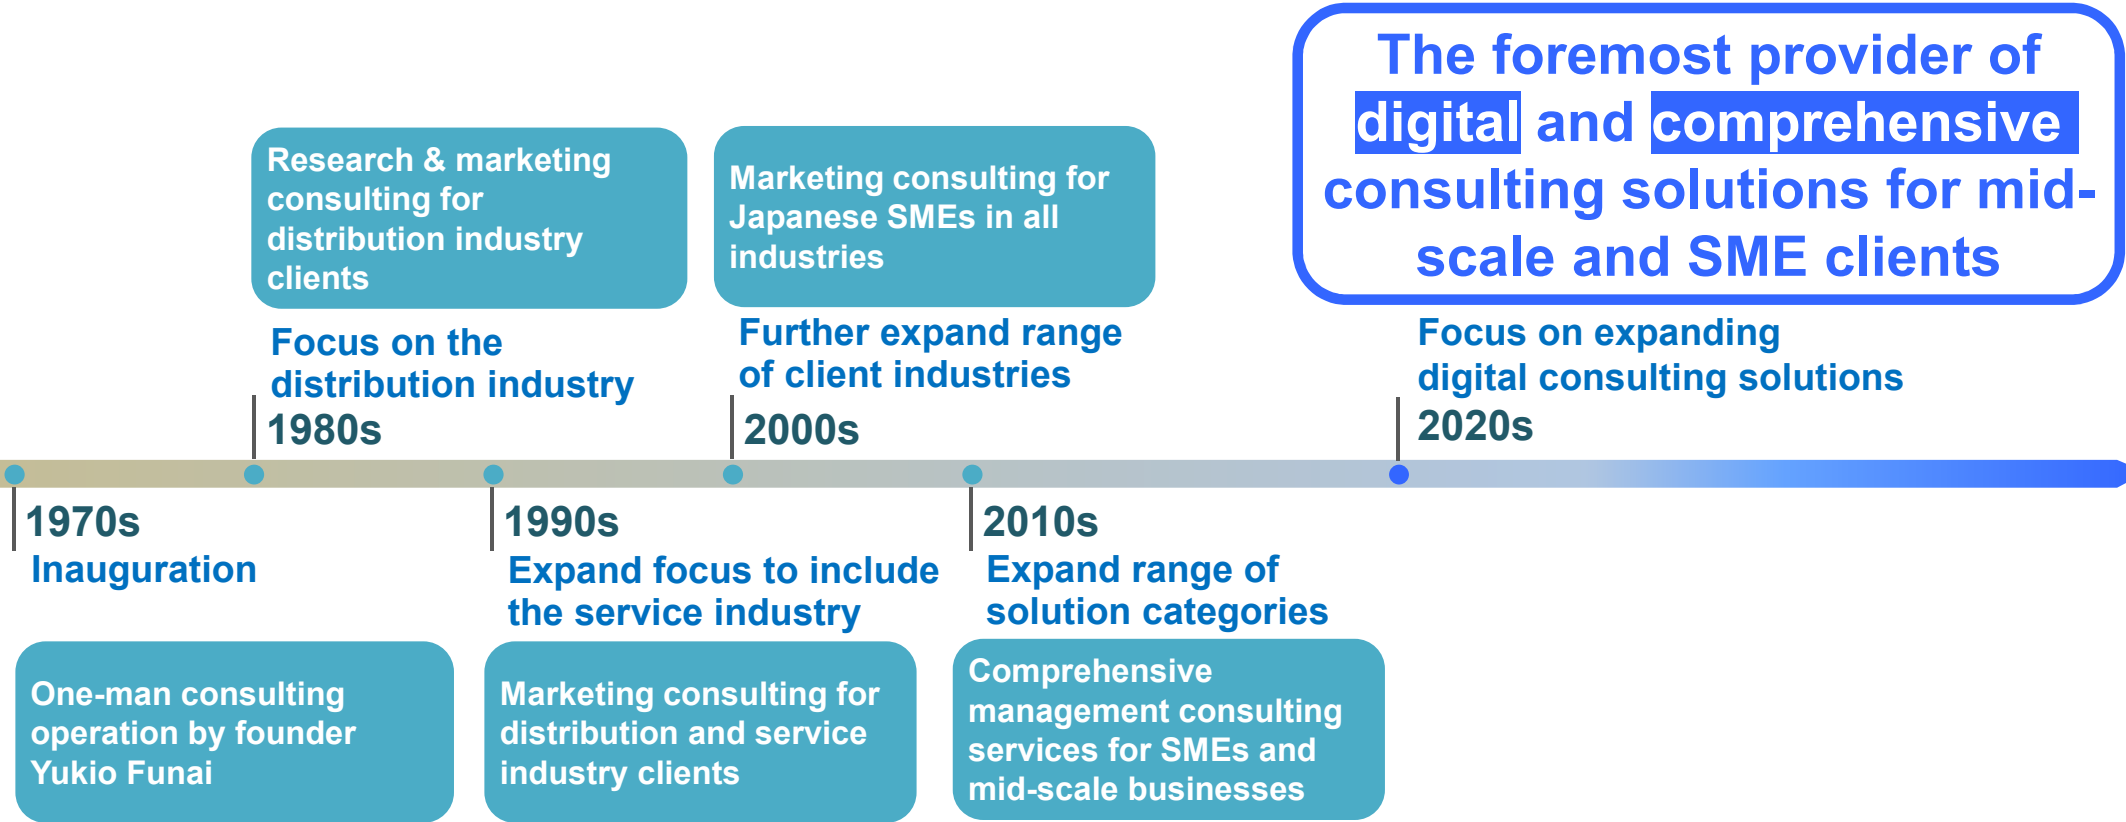 The foremost provider of
digital and comprehensive
consulting solutions for mid-
scale and SME clients
Research & marketing
consulting for
distribution industry
clients
Marketing consulting for
Japanese SMEs in all
industries
Focus on the
distribution industry
1980s
Further expand range
of client industries
2000s
Focus on expanding
digital consulting solutions
2020s
1970s
Inauguration
One-man consulting
operation by founder
Yukio Funai
1990s
Expand focus to include
the service industry
Marketing consulting for
distribution and service
industry clients
2010s
Expand range of
solution categories
Comprehensive
management consulting
services for SMEs and
mid-scale businesses